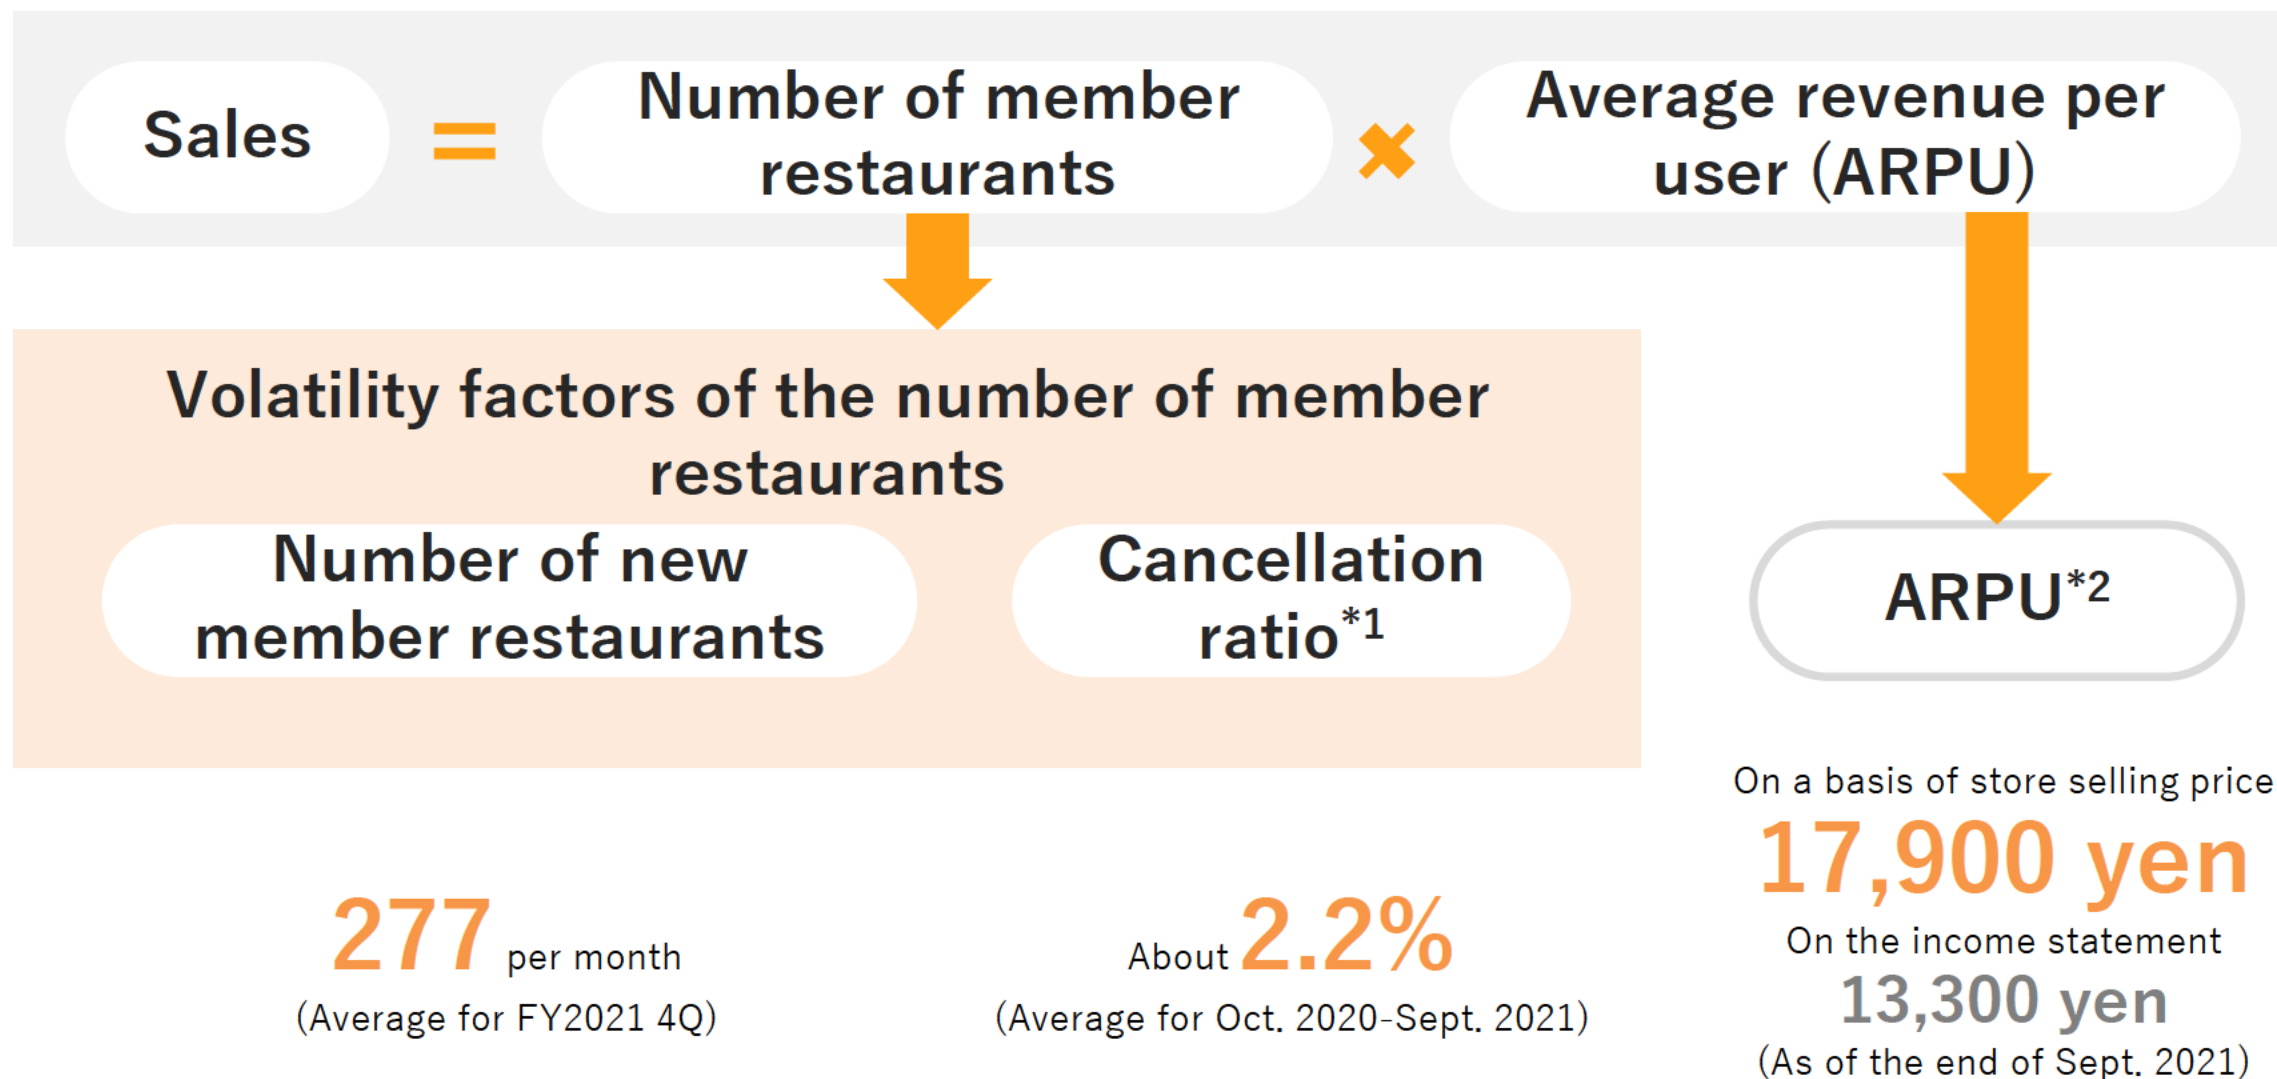 Sales
=
Number of member
restaurants
×
Average revenue per
user (ARPU)
Volatility factors of the number of member
restaurants
Number of new
member restaurants
Cancellation
ratio*1
ARPU*2
277 per month
(Average for FY2021 4Q)
About 2.2%
(Average for Oct. 2020-Sept. 2021)
On a basis of store selling price
17,900 yen
On the income statement
13,300 yen
(As of the end of Sept. 2021)